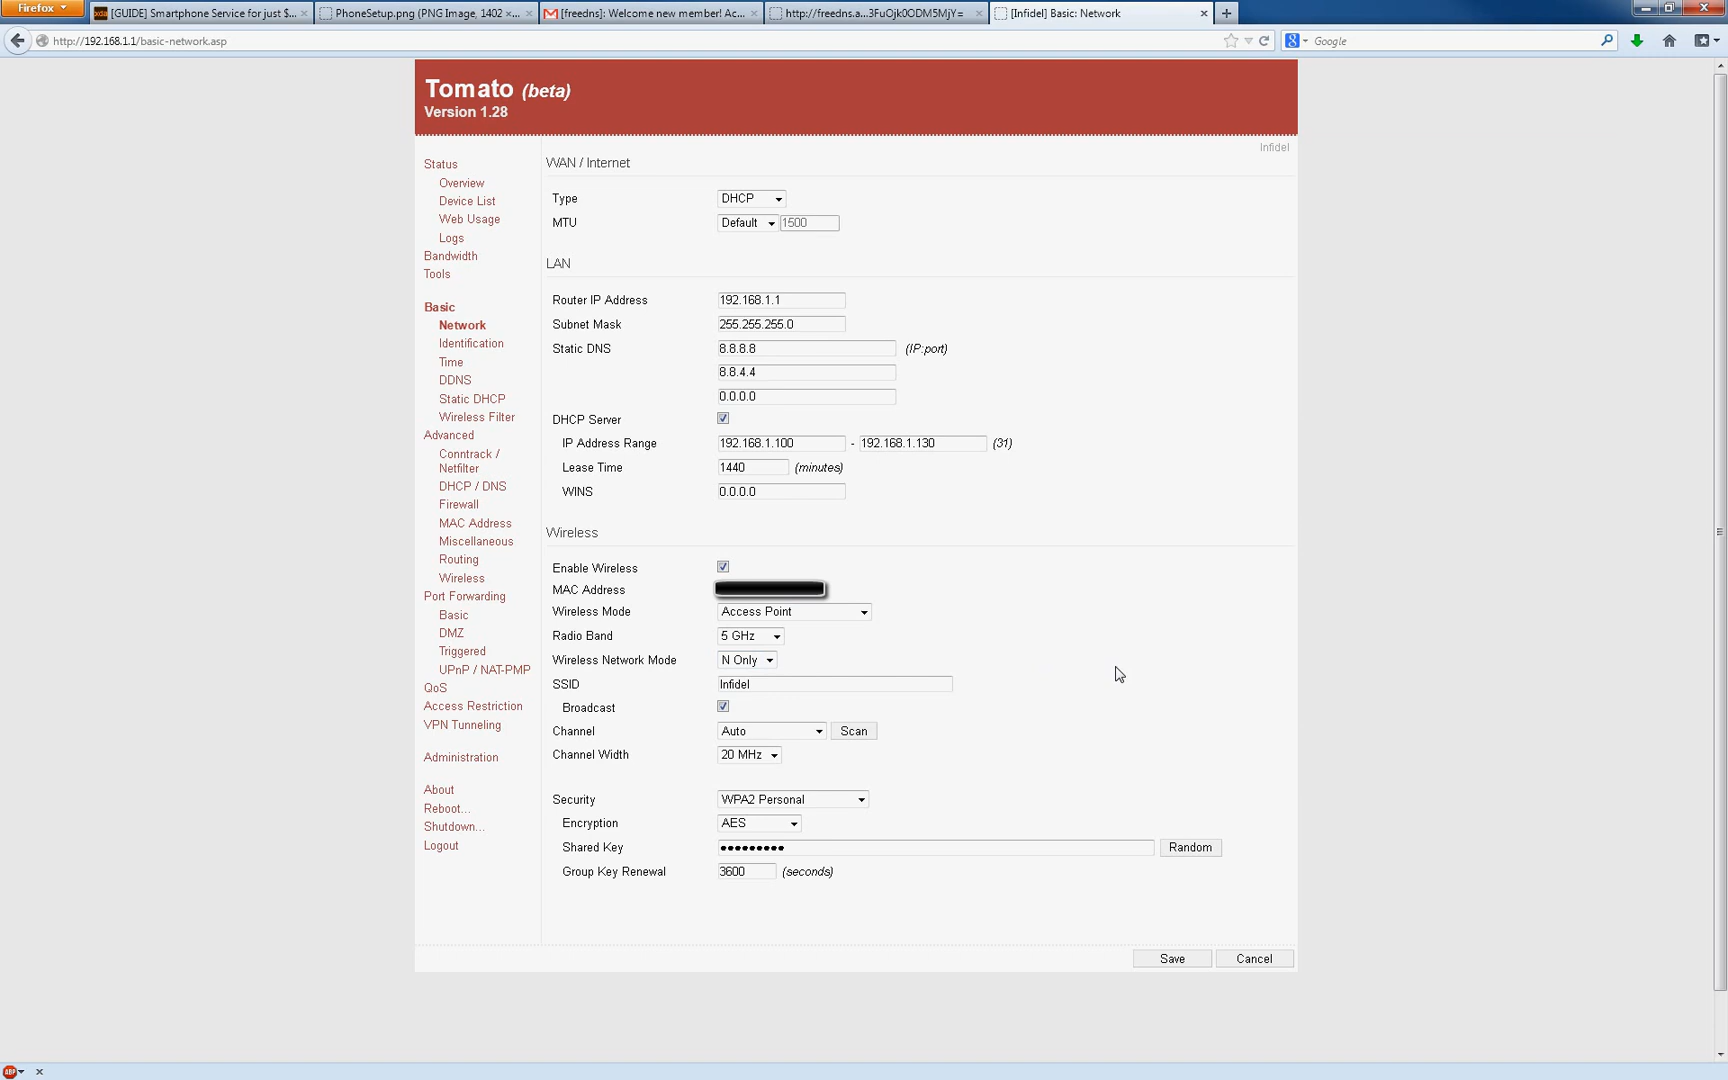 Firefox
[GUIDE] Smartphone Service for just $...
PhoneSetup.png (PNG Image, 1402 ×...
[freedns]: Welcome new member! Ac...
http://freedns.a...3FuOjk0ODM5MjY=
[Infidel] Basic: Network
http://192.168.1.1/basic-network.asp
Google
Tomato (beta)
Version 1.28
Infidel
Status
Overview
Device List
Web Usage
Logs
Bandwidth
Tools
Basic
Network
Identification
Time
DDNS
Static DHCP
Wireless Filter
Advanced
Conntrack /
Netfilter
DHCP / DNS
Firewall
MAC Address
Miscellaneous
Routing
Wireless
Port Forwarding
Basic
DMZ
Triggered
UPnP / NAT-PMP
QoS
Access Restriction
VPN Tunneling
Administration
About
Reboot...
Shutdown...
Logout
WAN / Internet
Type DHCP
MTU Default 1500
LAN
Router IP Address 192.168.1.1
Subnet Mask 255.255.255.0
Static DNS 8.8.8.8 (IP:port)
8.8.4.4
0.0.0.0
DHCP Server
IP Address Range 192.168.1.100 - 192.168.1.130 (31)
Lease Time 1440 (minutes)
WINS 0.0.0.0
Wireless
Enable Wireless
MAC Address
Wireless Mode Access Point
Radio Band 5 GHz
Wireless Network Mode N Only
SSID Infidel
Broadcast
Channel Auto Scan
Channel Width 20 MHz
Security WPA2 Personal
Encryption AES
Shared Key ●●●●●●●●● Random
Group Key Renewal 3600 (seconds)
Save Cancel
ABP